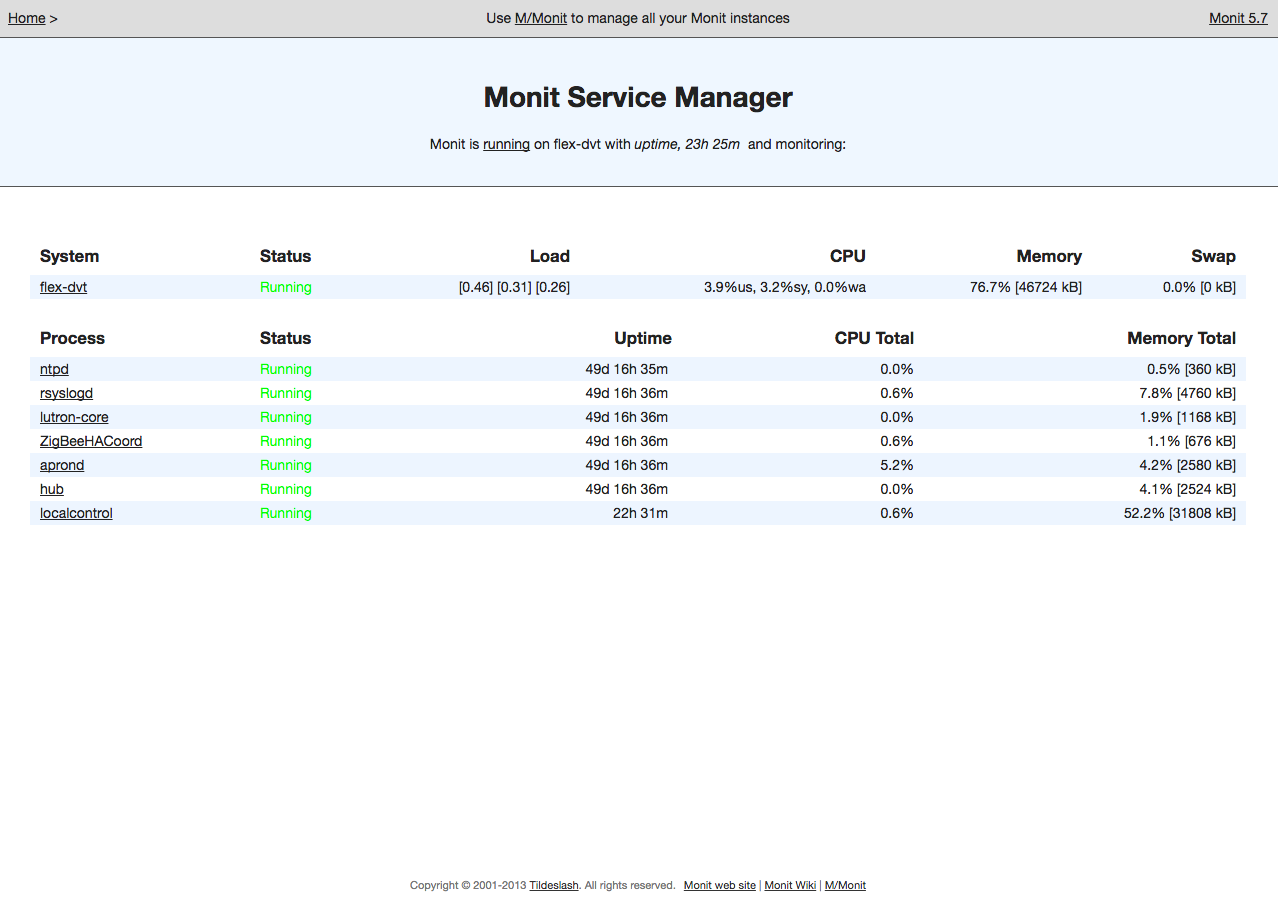 Home > Use M/Monit to manage all your Monit instances Monit 5.7
Monit Service Manager
Monit is running on flex-dvt with uptime, 23h 25m and monitoring:
System Status Load CPU Memory Swap
flex-dvt Running [0.46] [0.31] [0.26] 3.9%us, 3.2%sy, 0.0%wa 76.7% [46724 kB] 0.0% [0 kB]
Process Status Uptime CPU Total Memory Total
ntpd Running 49d 16h 35m 0.0% 0.5% [360 kB]
rsyslogd Running 49d 16h 36m 0.6% 7.8% [4760 kB]
lutron-core Running 49d 16h 36m 0.0% 1.9% [1168 kB]
ZigBeeHACoord Running 49d 16h 36m 0.6% 1.1% [676 kB]
aprond Running 49d 16h 36m 5.2% 4.2% [2580 kB]
hub Running 49d 16h 36m 0.0% 4.1% [2524 kB]
localcontrol Running 22h 31m 0.6% 52.2% [31808 kB]
Copyright © 2001-2013 Tildeslash. All rights reserved. Monit web site | Monit Wiki | M/Monit